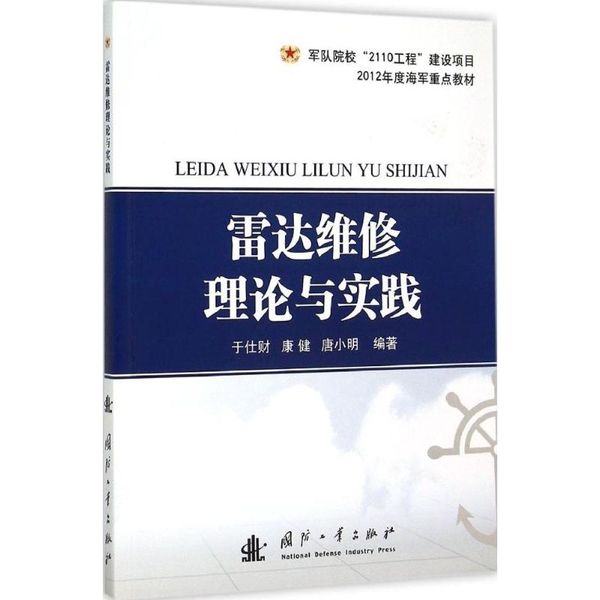 军队院校“2110工程”建设项目
2012年度海军重点教材
LEIDA WEIXIU LILUN YU SHIJIAN
雷达维修
理论与实践
于仕财 康健 唐小明 编著
国防工业出版社
National Defense Industry Press
雷达维修理论与实践
国防工业出版社